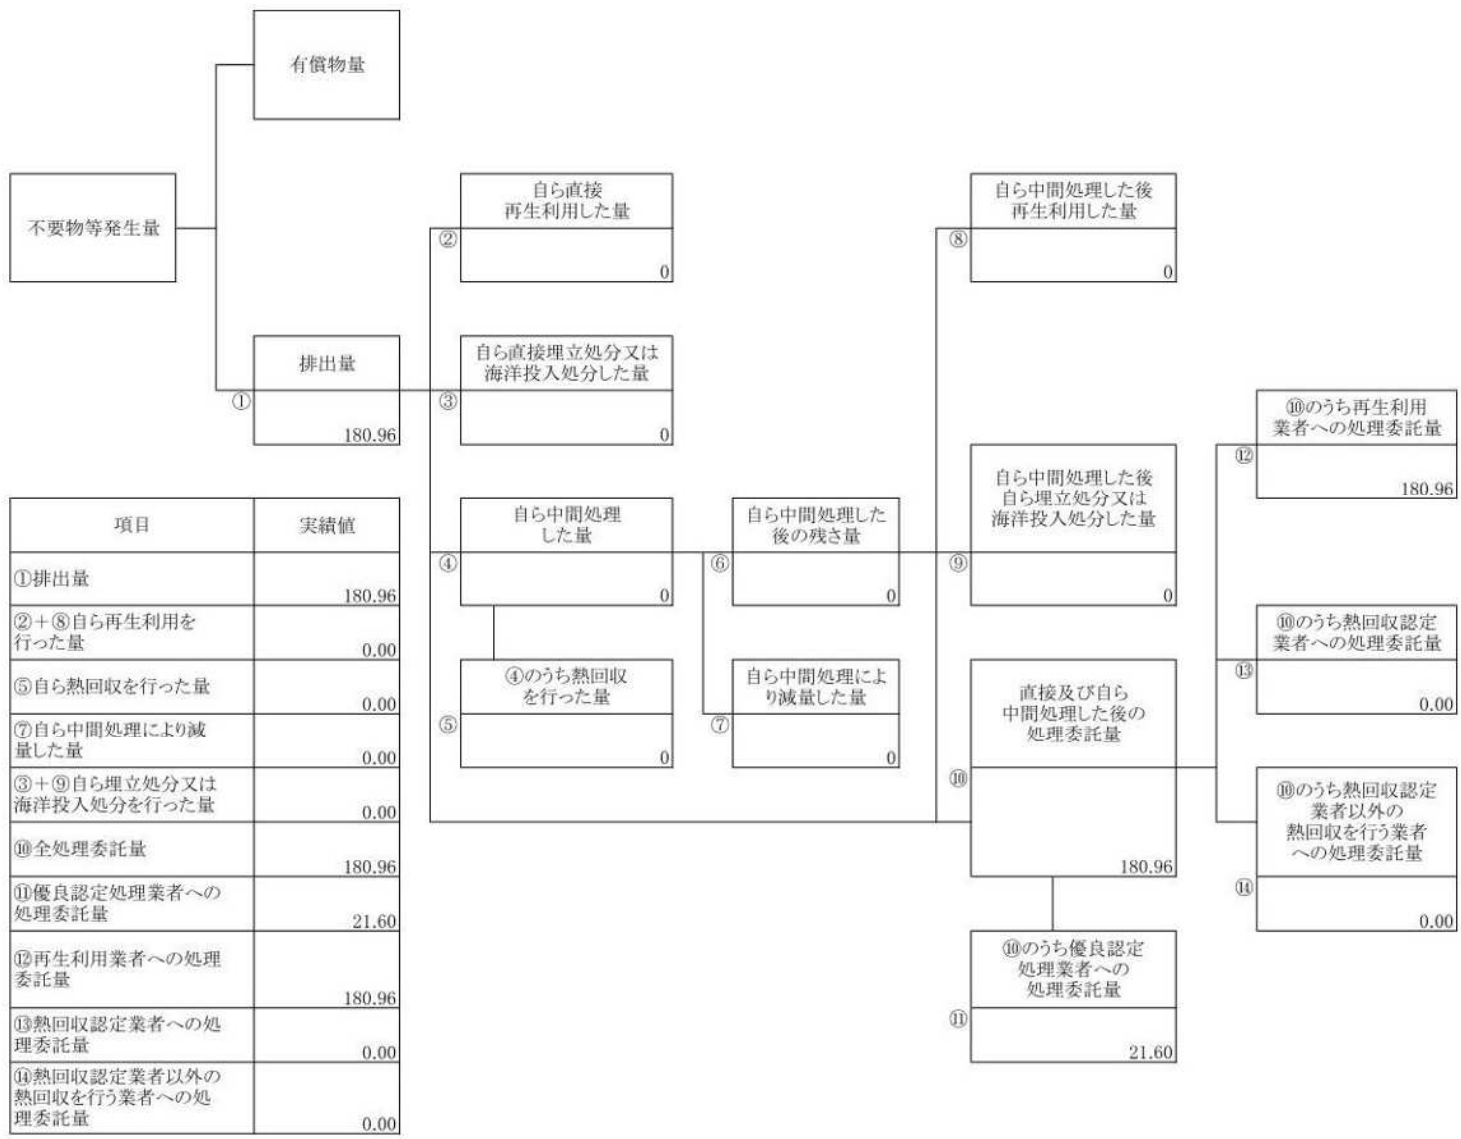 有償物量
不要物等発生量
自ら直接
再生利用した量
②
0
自ら中間処理した後
再生利用した量
⑧
0
排出量
①
180.96
自ら直接埋立処分又は
海洋投入処分した量
③
0
⑩のうち再生利用
業者への処理委託量
⑫
180.96
自ら中間処理
した量
④
0
自ら中間処理した
後の残さ量
⑥
0
自ら中間処理した後
自ら埋立処分又は
海洋投入処分した量
⑨
0
⑩のうち熱回収認定
業者への処理委託量
⑬
0.00
④のうち熱回収
を行った量
⑤
0
自ら中間処理によ
り減量した量
⑦
0
直接及び自ら
中間処理した後の
処理委託量
⑩
180.96
⑩のうち熱回収認定
業者以外の
熱回収を行う業者
への処理委託量
⑭
0.00
⑩のうち優良認定
処理業者への
処理委託量
⑪
21.60
項目
実績値
①排出量
180.96
②+⑧自ら再生利用を
行った量
0.00
⑤自ら熱回収を行った量
0.00
⑦自ら中間処理により減
量した量
0.00
③+⑨自ら埋立処分又は
海洋投入処分を行った量
0.00
⑩全処理委託量
180.96
⑪優良認定処理業者への
処理委託量
21.60
⑫再生利用業者への処理
委託量
180.96
⑬熱回収認定業者への処
理委託量
0.00
⑭熱回収認定業者以外の
熱回収を行う業者への処
理委託量
0.00